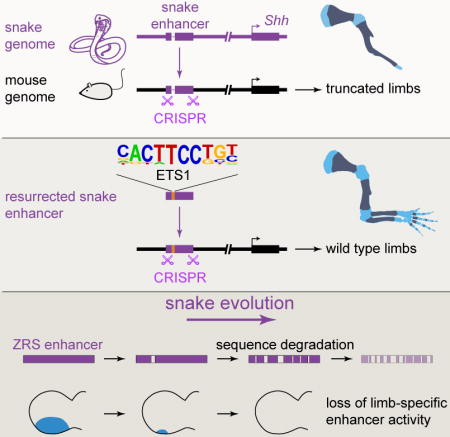 snake
genome
snake
enhancer
Shh
mouse
genome
truncated limbs
CRISPR
CACTTCCTGT
ETS1
resurrected snake
enhancer
wild type limbs
CRISPR
snake evolution
ZRS enhancer
sequence degradation
loss of limb-specific
enhancer activity